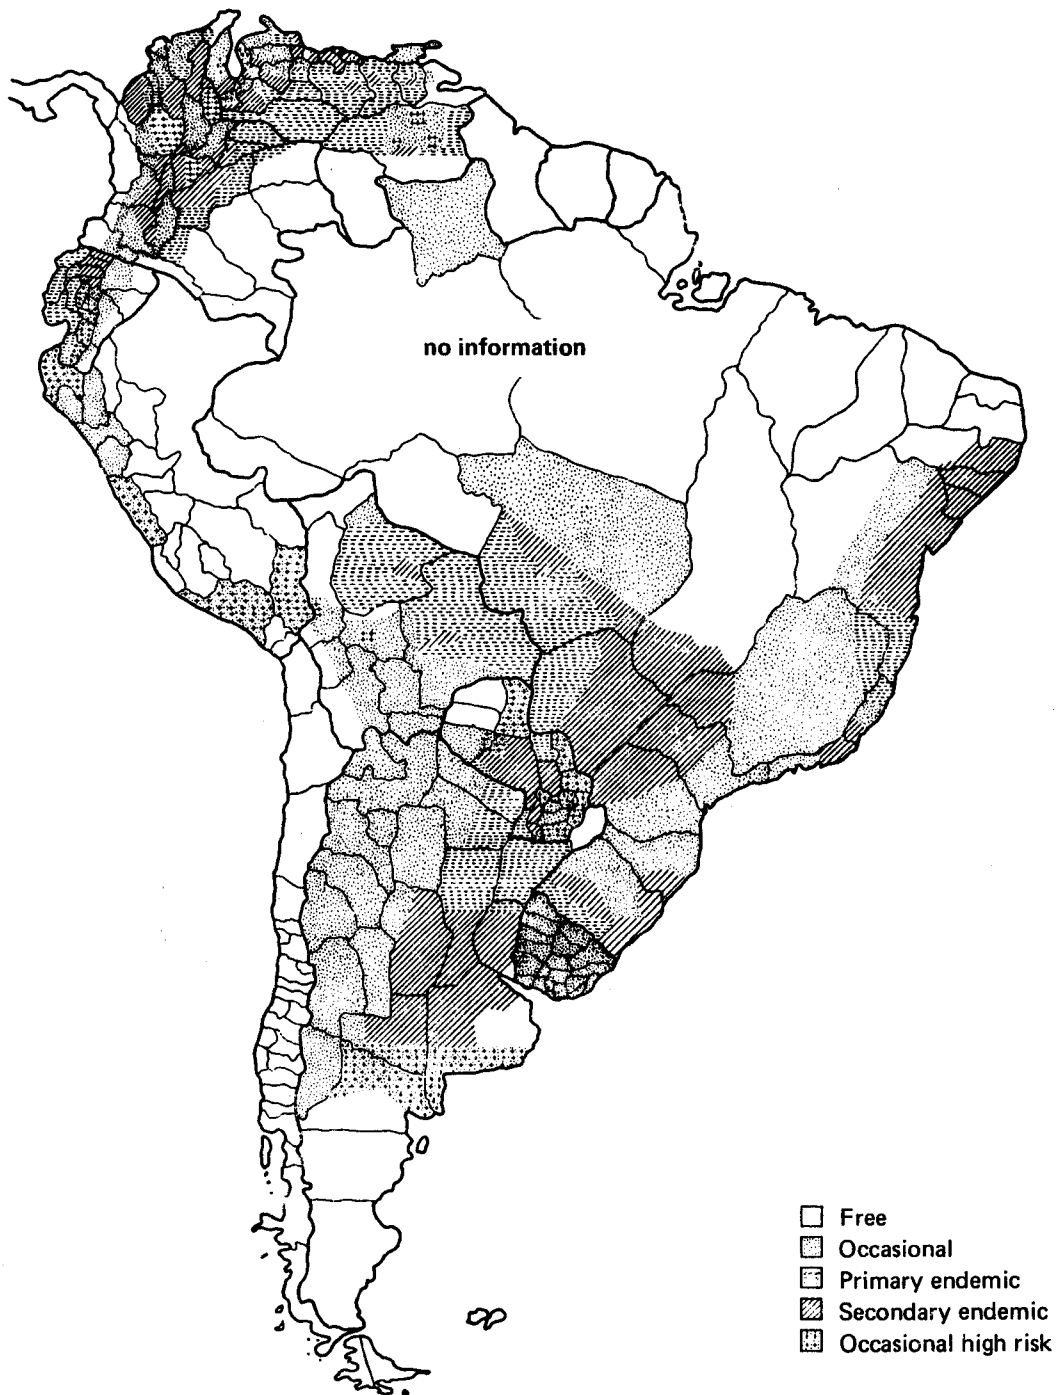 no information
Free
Occasional
Primary endemic
Secondary endemic
Occasional high risk